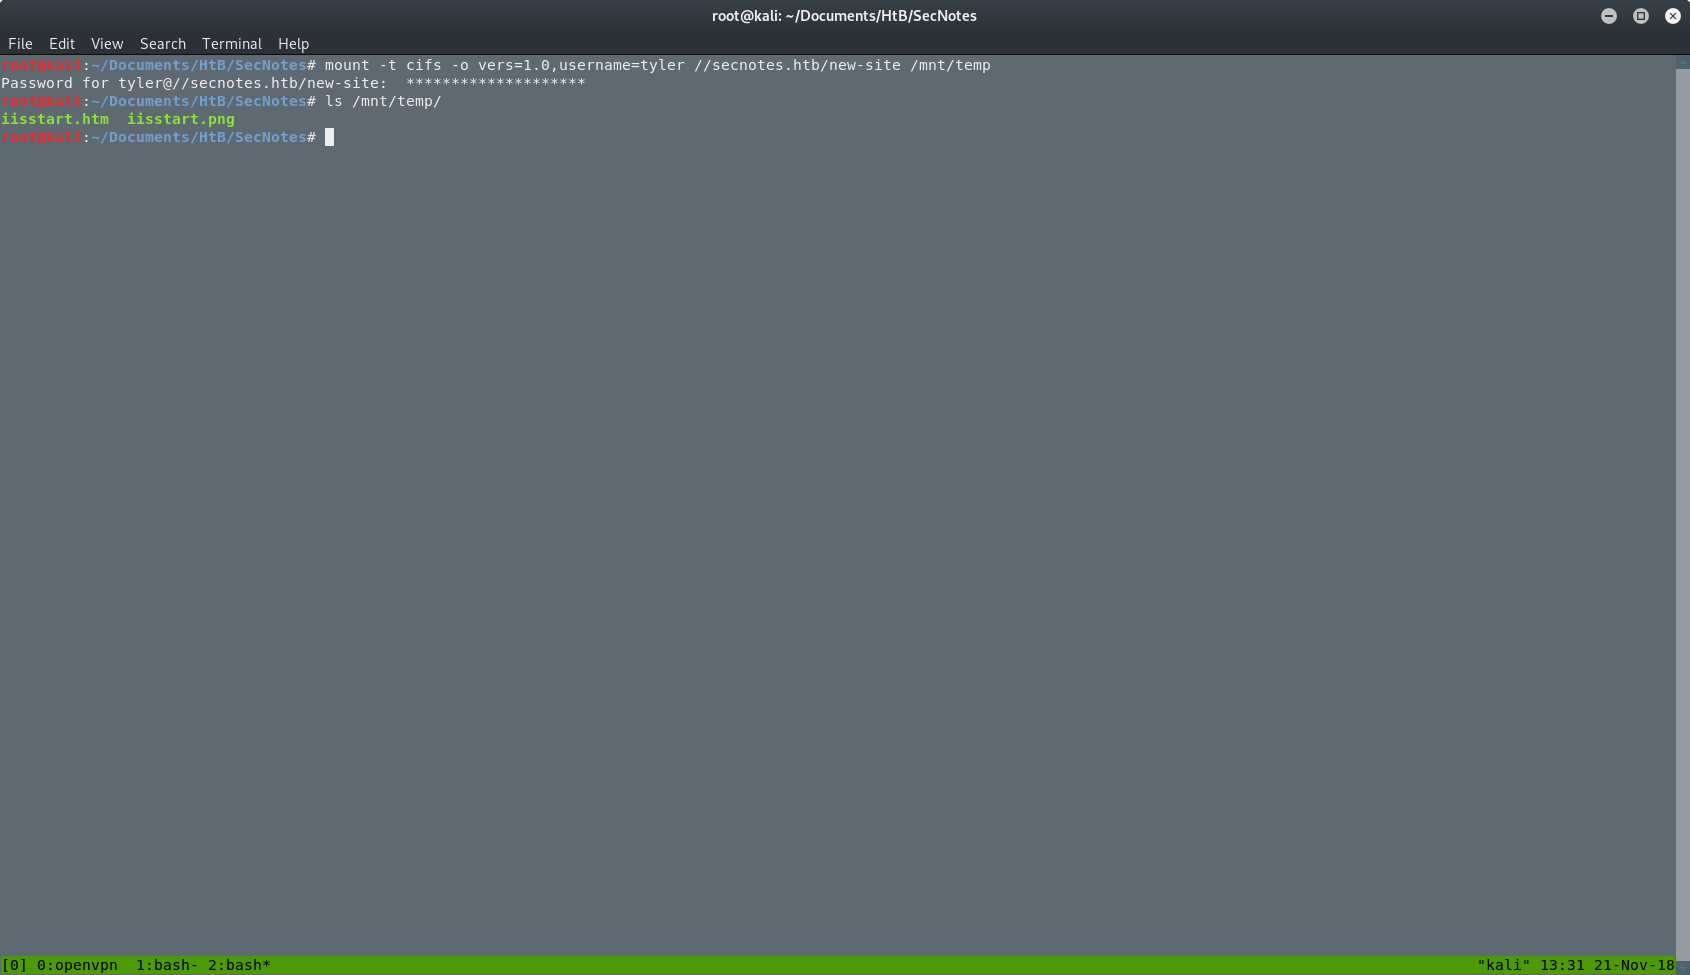 root@kali: ~/Documents/HtB/SecNotes
File Edit View Search Terminal Help
root@kali:~/Documents/HtB/SecNotes# mount -t cifs -o vers=1.0,username=tyler //secnotes.htb/new-site /mnt/temp
Password for tyler@//secnotes.htb/new-site:  ********************
root@kali:~/Documents/HtB/SecNotes# ls /mnt/temp/
iisstart.htm  iisstart.png
root@kali:~/Documents/HtB/SecNotes#
[0] 0:openvpn  1:bash- 2:bash* "kali" 13:31 21-Nov-18